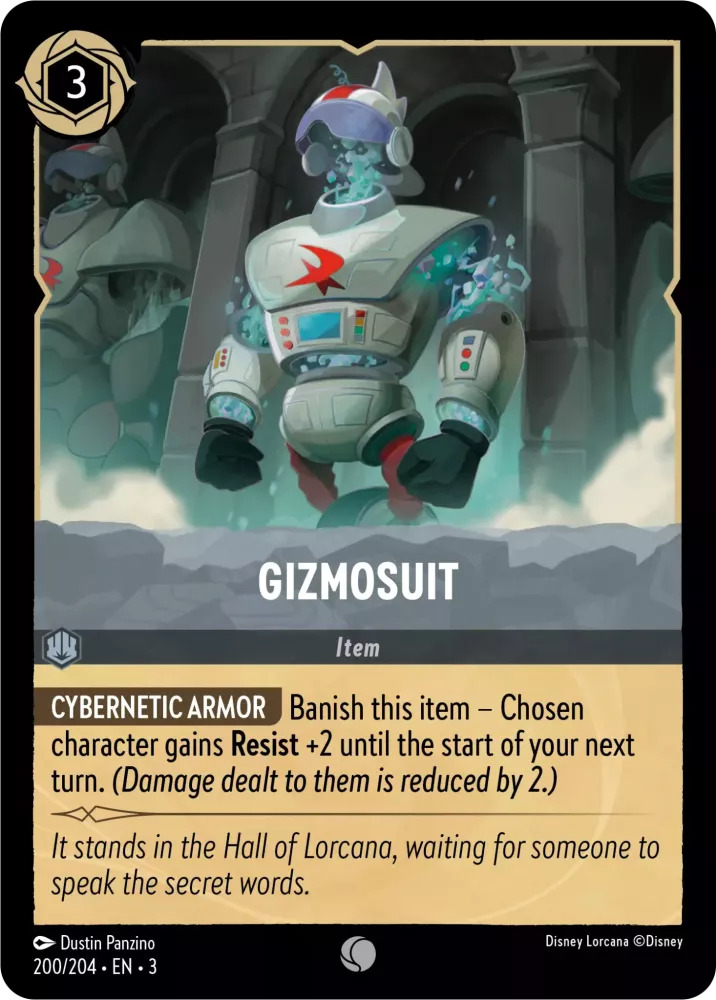 3
GIZMOSUIT
Item
CYBERNETIC ARMOR Banish this item – Chosen
character gains Resist +2 until the start of your next
turn. (Damage dealt to them is reduced by 2.)
It stands in the Hall of Lorcana, waiting for someone to
speak the secret words.
Dustin Panzino
Disney Lorcana ©Disney
200/204 • EN • 3